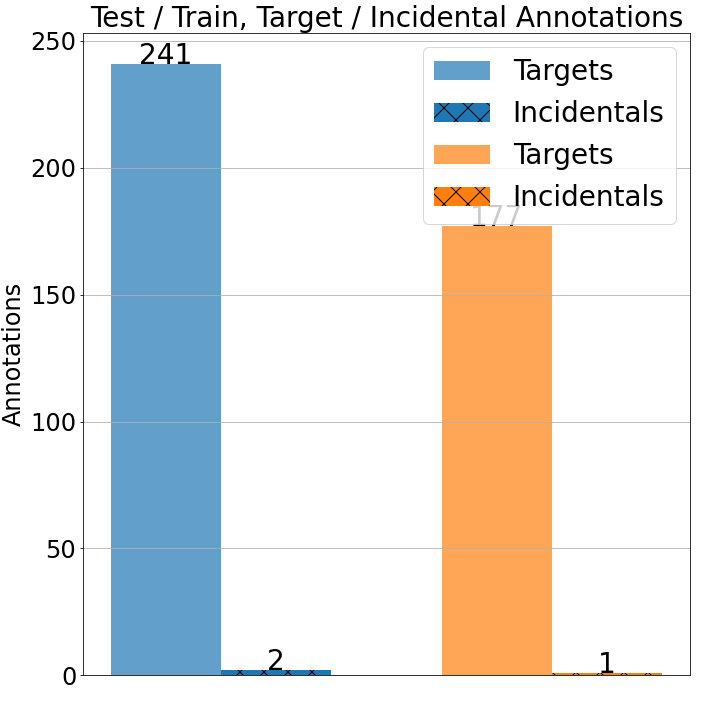 Test / Train, Target / Incidental Annotations
Annotations
250
200
150
100
50
0
241
2
177
1
Targets
Incidentals
Targets
Incidentals